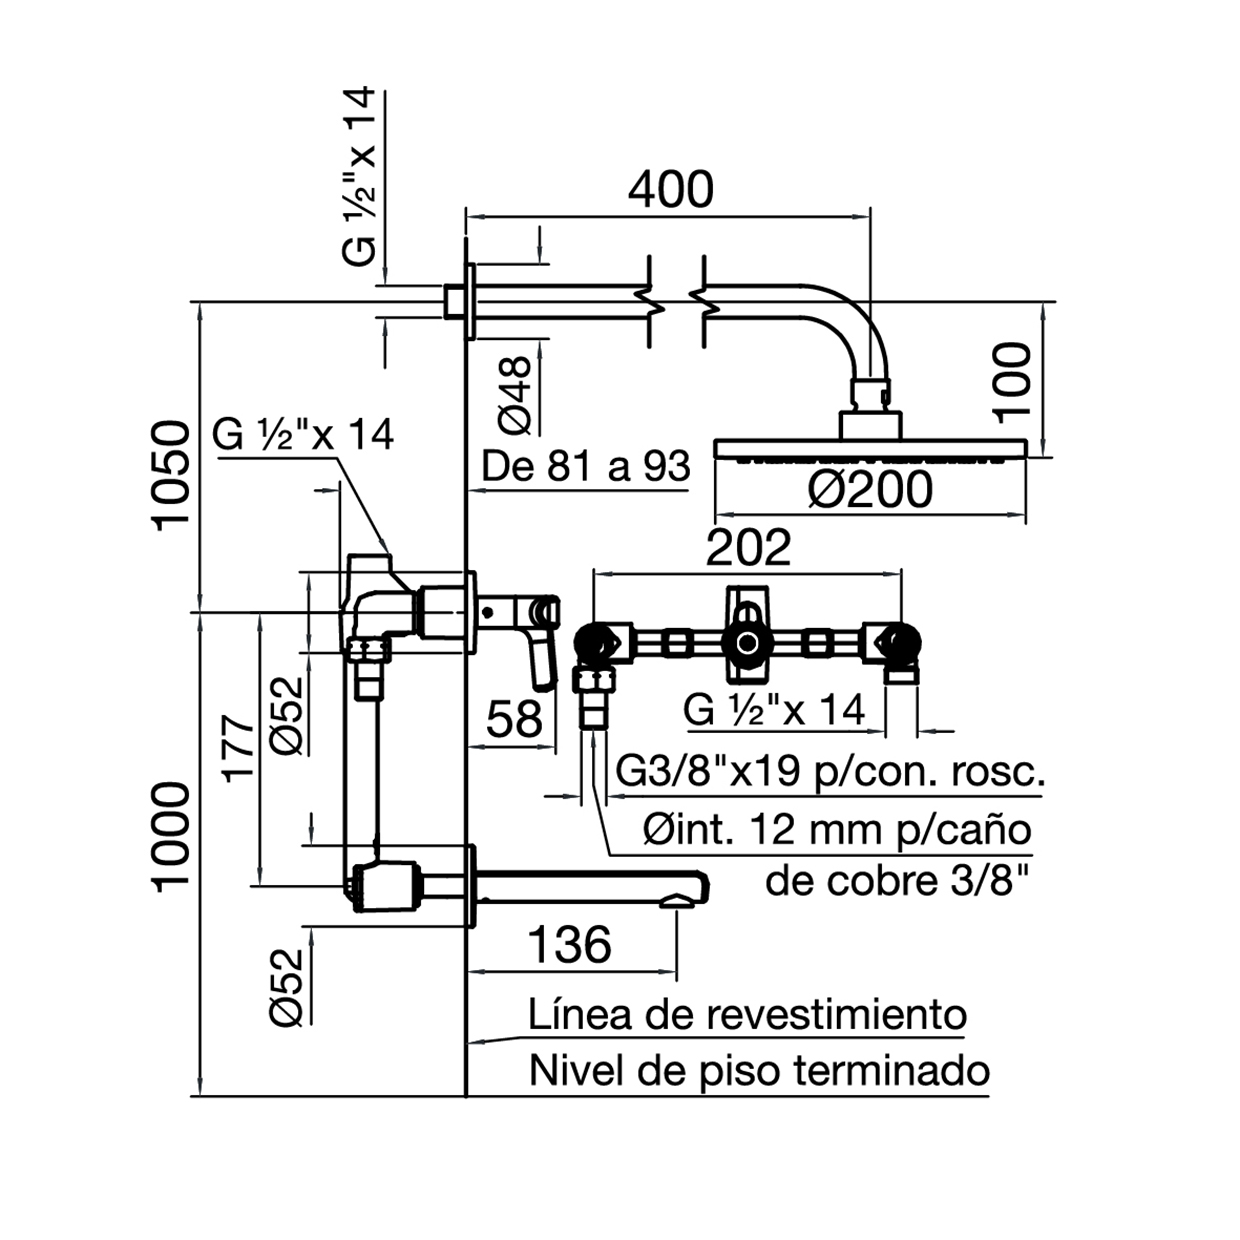 G ½"x 14
400
Ø48
100
1050
G ½"x 14
De 81 a 93
Ø200
202
Ø52
58
G ½"x 14
177
G3/8"x19 p/con. rosc.
Øint. 12 mm p/caño
de cobre 3/8"
1000
136
Ø52
Línea de revestimiento
Nivel de piso terminado